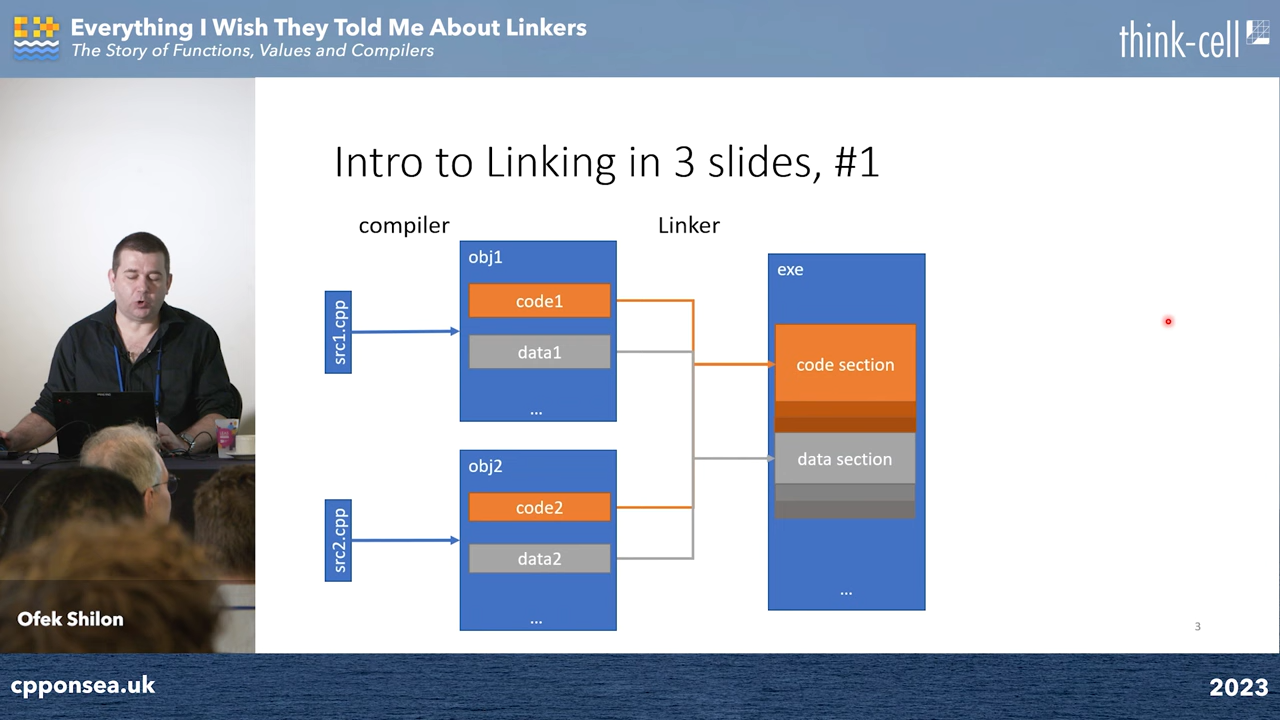 Everything I Wish They Told Me About Linkers
The Story of Functions, Values and Compilers
think-cell
Intro to Linking in 3 slides, #1
compiler
Linker
obj1
exe
code1
src1.cpp
data1
code section
...
data section
obj2
code2
src2.cpp
data2
...
...
Ofek Shilon
3
cpponsea.uk
2023